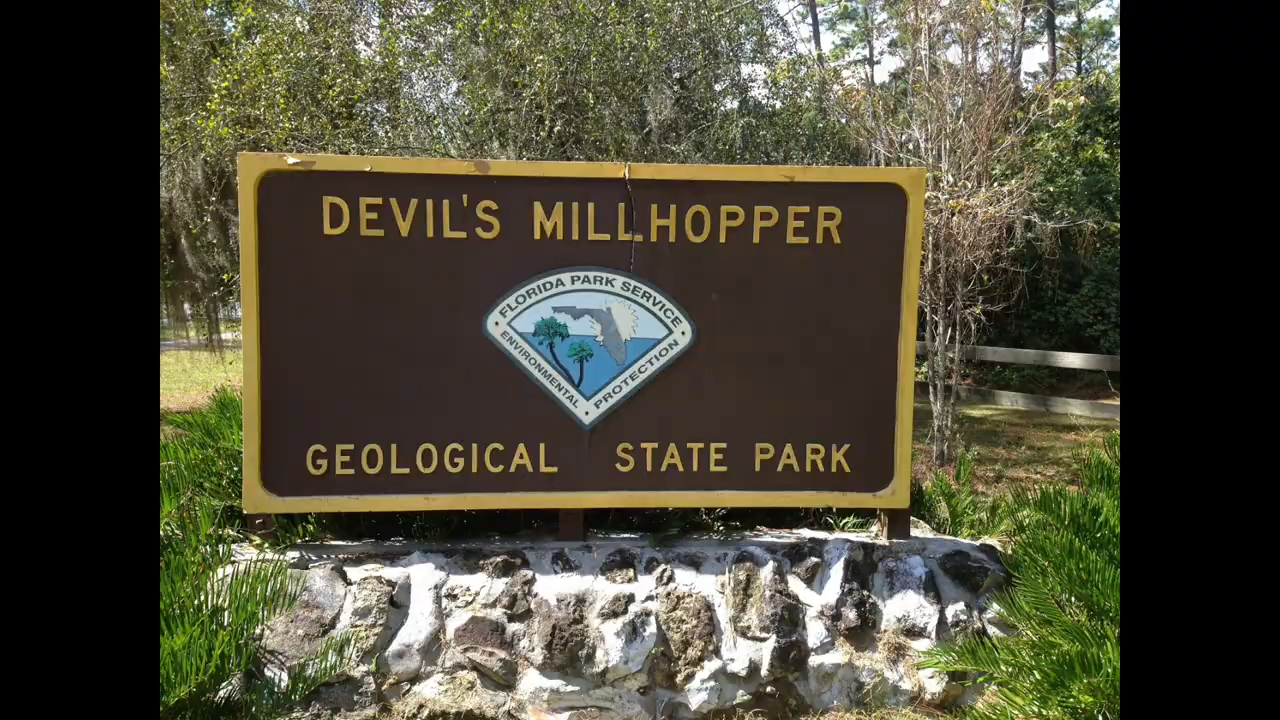 DEVIL'S MILLHOPPER
FLORIDA PARK SERVICE
ENVIRONMENTAL PROTECTION
GEOLOGICAL STATE PARK